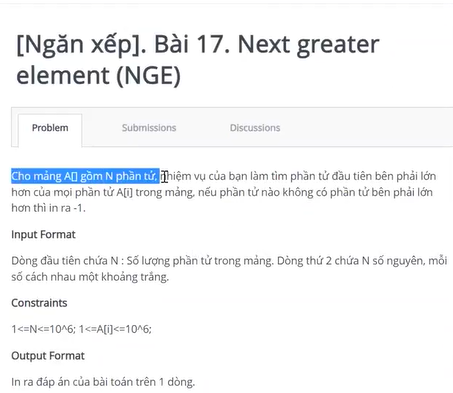 [Ngăn xếp]. Bài 17. Next greater
element (NGE)
Problem
Submissions
Discussions
Cho mảng A[] gồm N phần tử, nhiệm vụ của bạn làm tìm phần tử đầu tiên bên phải lớn
hơn của mọi phần tử A[i] trong mảng, nếu phần tử nào không có phần tử bên phải lớn
hơn thì in ra -1.
Input Format
Dòng đầu tiên chứa N : Số lượng phần tử trong mảng. Dòng thứ 2 chứa N số nguyên, mỗi
số cách nhau một khoảng trắng.
Constraints
1<=N<=10^6; 1<=A[i]<=10^6;
Output Format
In ra đáp án của bài toán trên 1 dòng.